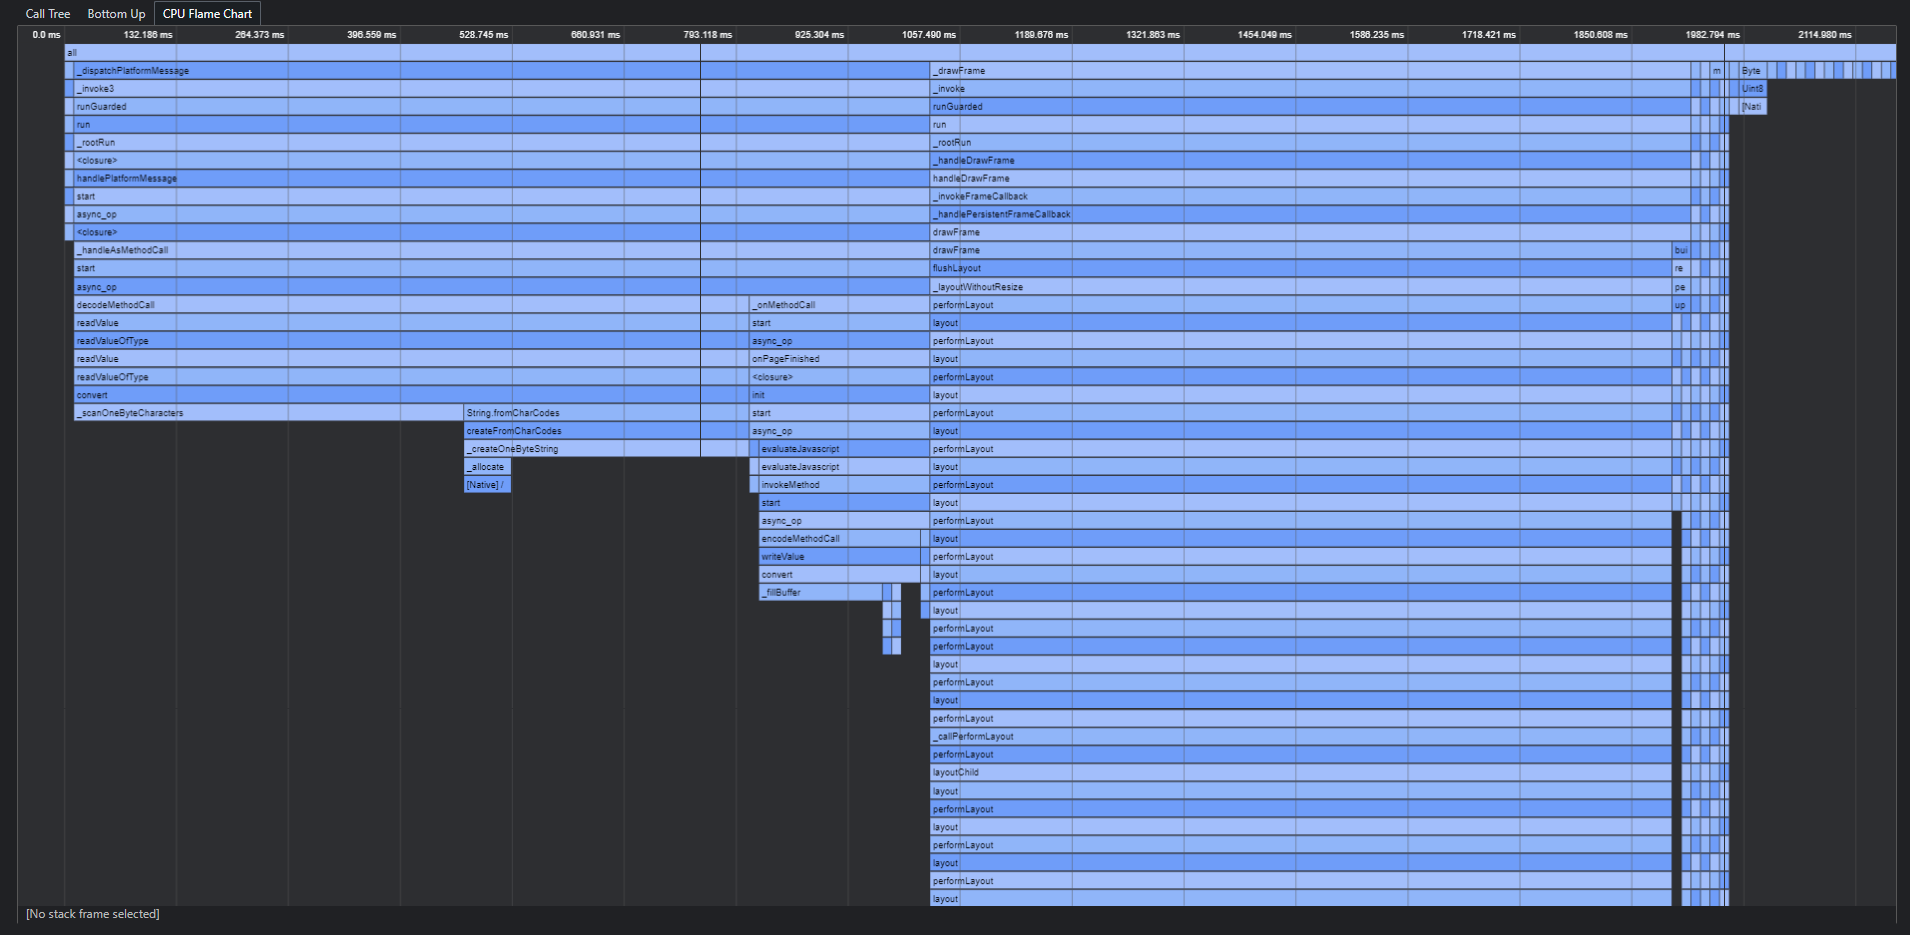 Call Tree Bottom Up CPU Flame Chart
0.0 ms 132.186 ms 264.373 ms 396.559 ms 528.745 ms 660.931 ms 793.118 ms 925.304 ms 1057.490 ms 1189.676 ms 1321.863 ms 1454.049 ms 1586.235 ms 1718.421 ms 1850.608 ms 1982.794 ms 2114.980 ms
all
_dispatchPlatformMessage _drawFrame m Byte
_invoke3 _invoke Uint8
runGuarded runGuarded [Nati
run run
_rootRun _rootRun
<closure> _handleDrawFrame
handlePlatformMessage handleDrawFrame
start _invokeFrameCallback
async_op _handlePersistentFrameCallback
<closure> drawFrame
_handleAsMethodCall drawFrame bui
start flushLayout re
async_op _layoutWithoutResize pe
decodeMethodCall _onMethodCall performLayout up
readValue start layout
readValueOfType async_op performLayout
readValue onPageFinished layout
readValueOfType <closure> performLayout
convert init layout
_scanOneByteCharacters String.fromCharCodes start performLayout
createFromCharCodes async_op layout
_createOneByteString evaluateJavascript performLayout
_allocate evaluateJavascript layout
[Native] / invokeMethod performLayout
start layout
async_op performLayout
encodeMethodCall layout
writeValue performLayout
convert layout
_fillBuffer performLayout
layout
performLayout
performLayout
layout
performLayout
layout
performLayout
_callPerformLayout
performLayout
layoutChild
layout
performLayout
layout
performLayout
layout
performLayout
layout
[No stack frame selected]